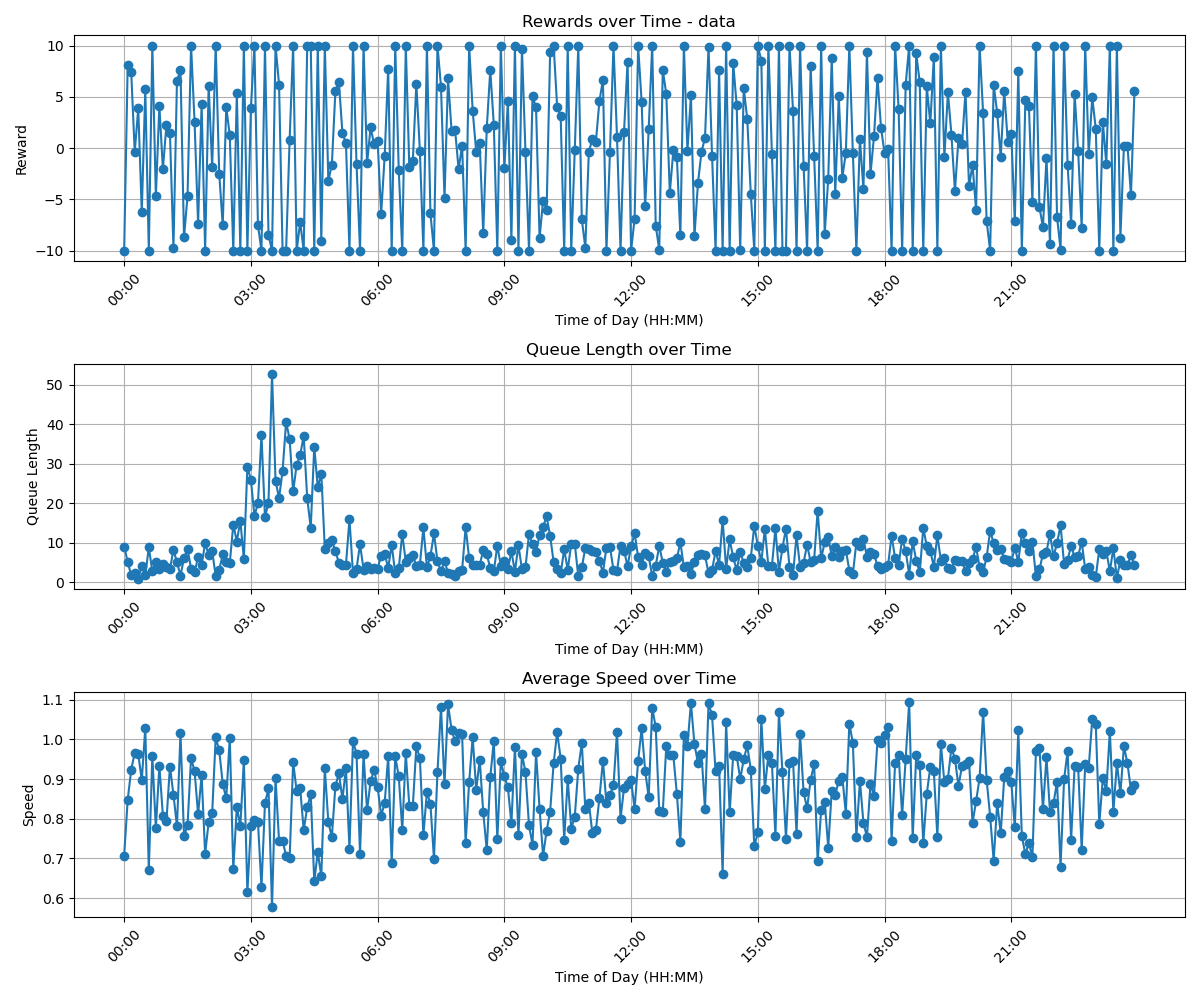 Rewards over Time - data
10
5
0
−5
−10
Reward
00:00 03:00 06:00 09:00 12:00 15:00 18:00 21:00
Time of Day (HH:MM)
Queue Length over Time
50
40
30
20
10
0
Queue Length
00:00 03:00 06:00 09:00 12:00 15:00 18:00 21:00
Time of Day (HH:MM)
Average Speed over Time
1.1
1.0
0.9
0.8
0.7
0.6
Speed
00:00 03:00 06:00 09:00 12:00 15:00 18:00 21:00
Time of Day (HH:MM)